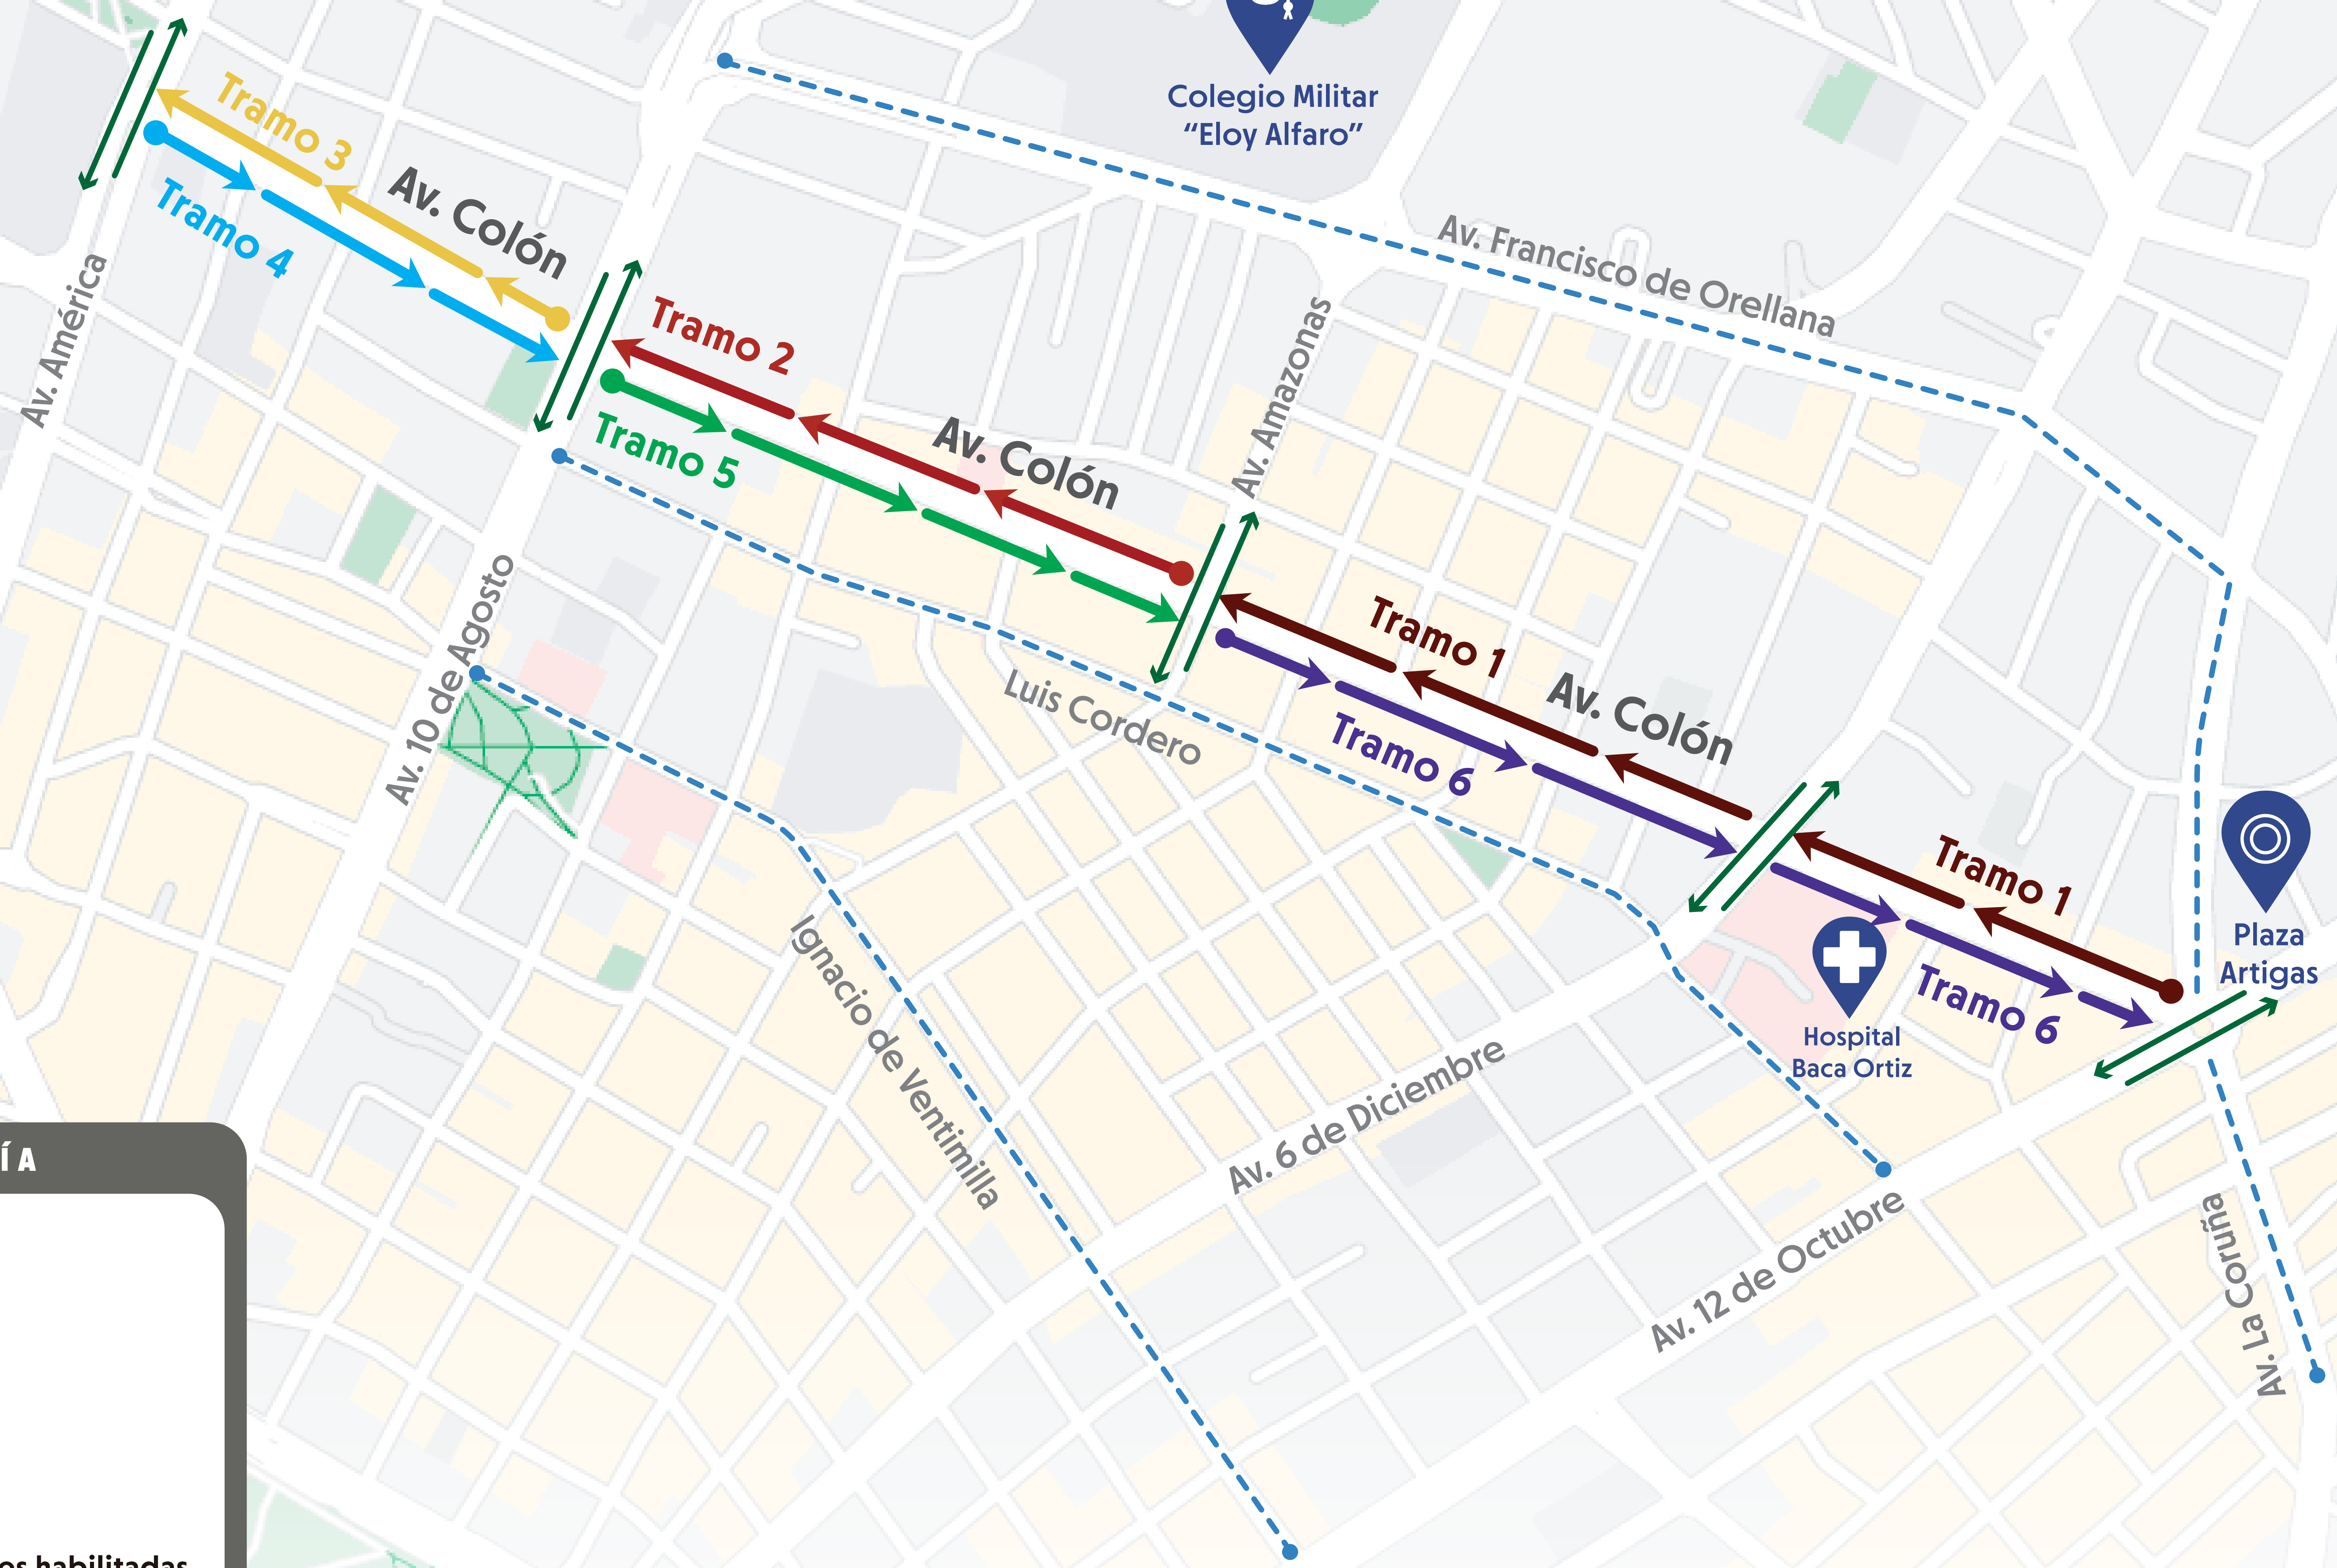 Colegio Militar
“Eloy Alfaro”
Tramo 3
Tramo 4
Av. Colón
Av. América
Av. Francisco de Orellana
Tramo 2
Tramo 5
Av. Colón
Av. Amazonas
Av. 10 de Agosto
Tramo 1
Tramo 6
Av. Colón
Luis Cordero
Tramo 1
Tramo 6
Plaza
Artigas
Hospital
Baca Ortiz
Ignacio de Ventimilla
Av. 6 de Diciembre
Av. 12 de Octubre
Av. La Coruña
ÍA
os habilitadas